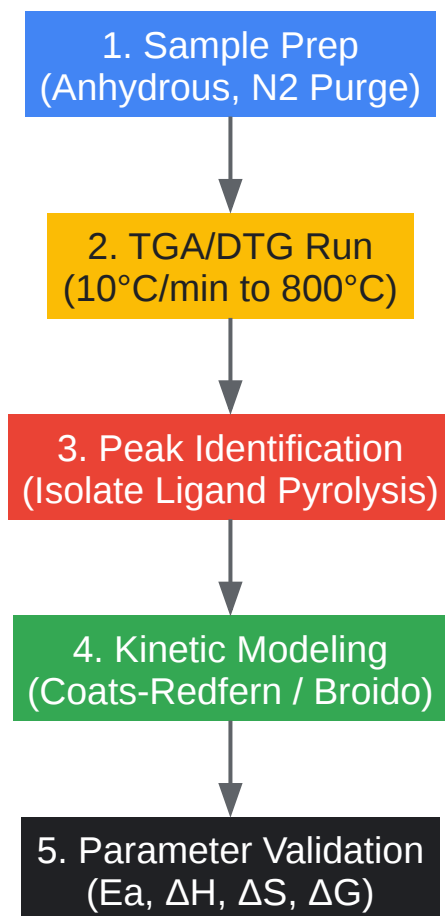 1. Sample Prep
(Anhydrous, N2 Purge)
2. TGA/DTG Run
(10°C/min to 800°C)
3. Peak Identification
(Isolate Ligand Pyrolysis)
4. Kinetic Modeling
(Coats-Redfern / Broido)
5. Parameter Validation
(Ea, ΔH, ΔS, ΔG)